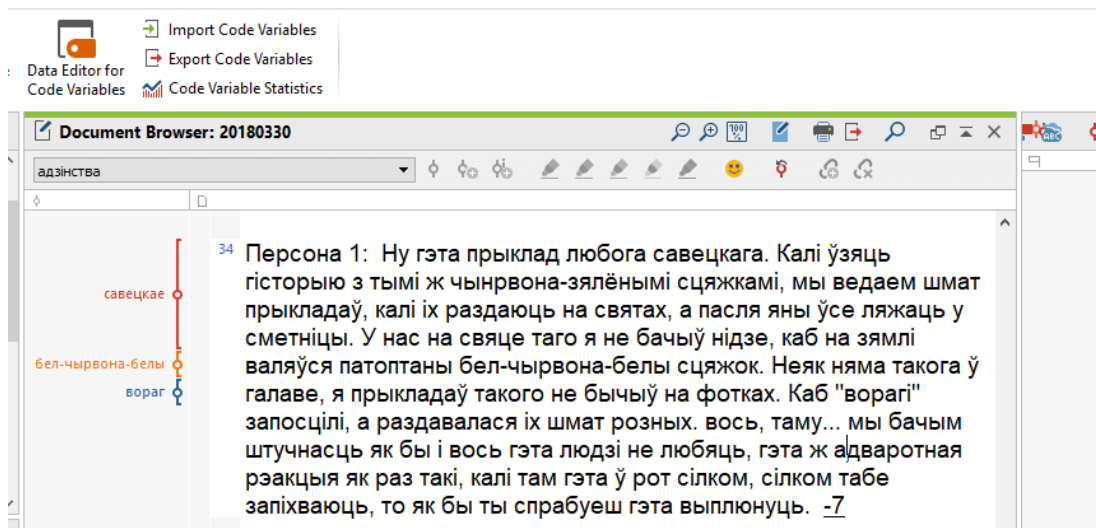 Import Code Variables
Export Code Variables
Data Editor for
Code Variables
Code Variable Statistics
Document Browser: 20180330
100
%
ABC
адзінства
34
Персона 1:  Ну гэта прыклад любога савецкага. Калі ўзяць
гісторыю з тымі ж чынрвона-зялёнымі сцяжкамі, мы ведаем шмат
прыкладаў, калі іх раздаюць на святах, а пасля яны ўсе ляжаць у
сметніцы. У нас на свяце таго я не бачыў нідзе, каб на зямлі
валяўся патоптаны бел-чырвона-белы сцяжок. Неяк няма такога ў
галаве, я прыкладаў такого не бычыў на фотках. Каб "ворагі"
запосцілі, а раздавалася іх шмат розных. вось, таму... мы бачым
штучнасць як бы і вось гэта людзі не любяць, гэта ж адваротная
рэакцыя як раз такі, калі там гэта ў рот сілком, сілком табе
запіхваюць, то як бы ты спрабуеш гэта выплюнуць.  -7
савецкае
бел-чырвона-белы
вораг